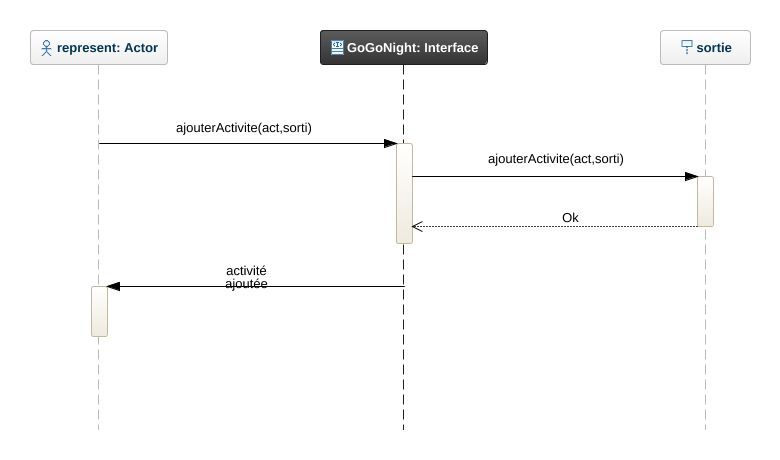 represent: Actor
GoGoNight: Interface
sortie
ajouterActivite(act,sorti)
ajouterActivite(act,sorti)
Ok
activité
ajoutée